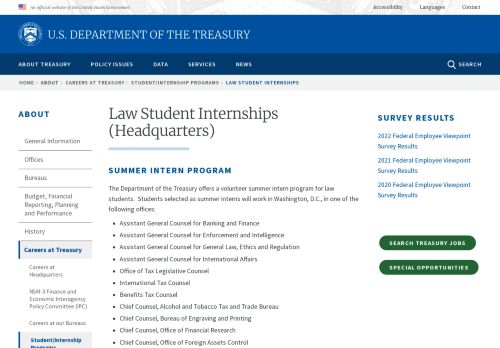 An official website of the United States Government
Accessibility Languages Contact
U.S. DEPARTMENT OF THE TREASURY
ABOUT TREASURY POLICY ISSUES DATA SERVICES NEWS SEARCH
HOME › ABOUT › CAREERS AT TREASURY › STUDENT/INTERNSHIP PROGRAMS › LAW STUDENT INTERNSHIPS
ABOUT
General Information
Offices
Bureaus
Budget, Financial
Reporting, Planning
and Performance
History
Careers at Treasury
Careers at
Headquarters
NSM-3 Finance and
Economic Interagency
Policy Committee (IPC)
Careers at our Bureaus
Student/Internship
Programs
Law Student Internships
(Headquarters)
SUMMER INTERN PROGRAM
The Department of the Treasury offers a volunteer summer intern program for law
students.  Students selected as summer interns will work in Washington, D.C., in one of the
following offices:
• Assistant General Counsel for Banking and Finance
• Assistant General Counsel for Enforcement and Intelligence
• Assistant General Counsel for General Law, Ethics and Regulation
• Assistant General Counsel for International Affairs
• Office of Tax Legislative Counsel
• International Tax Counsel
• Benefits Tax Counsel
• Chief Counsel, Alcohol and Tobacco Tax and Trade Bureau
• Chief Counsel, Bureau of Engraving and Printing
• Chief Counsel, Office of Financial Research
• Chief Counsel, Office of Foreign Assets Control
SURVEY RESULTS
2022 Federal Employee Viewpoint
Survey Results
2021 Federal Employee Viewpoint
Survey Results
2020 Federal Employee Viewpoint
Survey Results
SEARCH TREASURY JOBS
SPECIAL OPPORTUNITIES